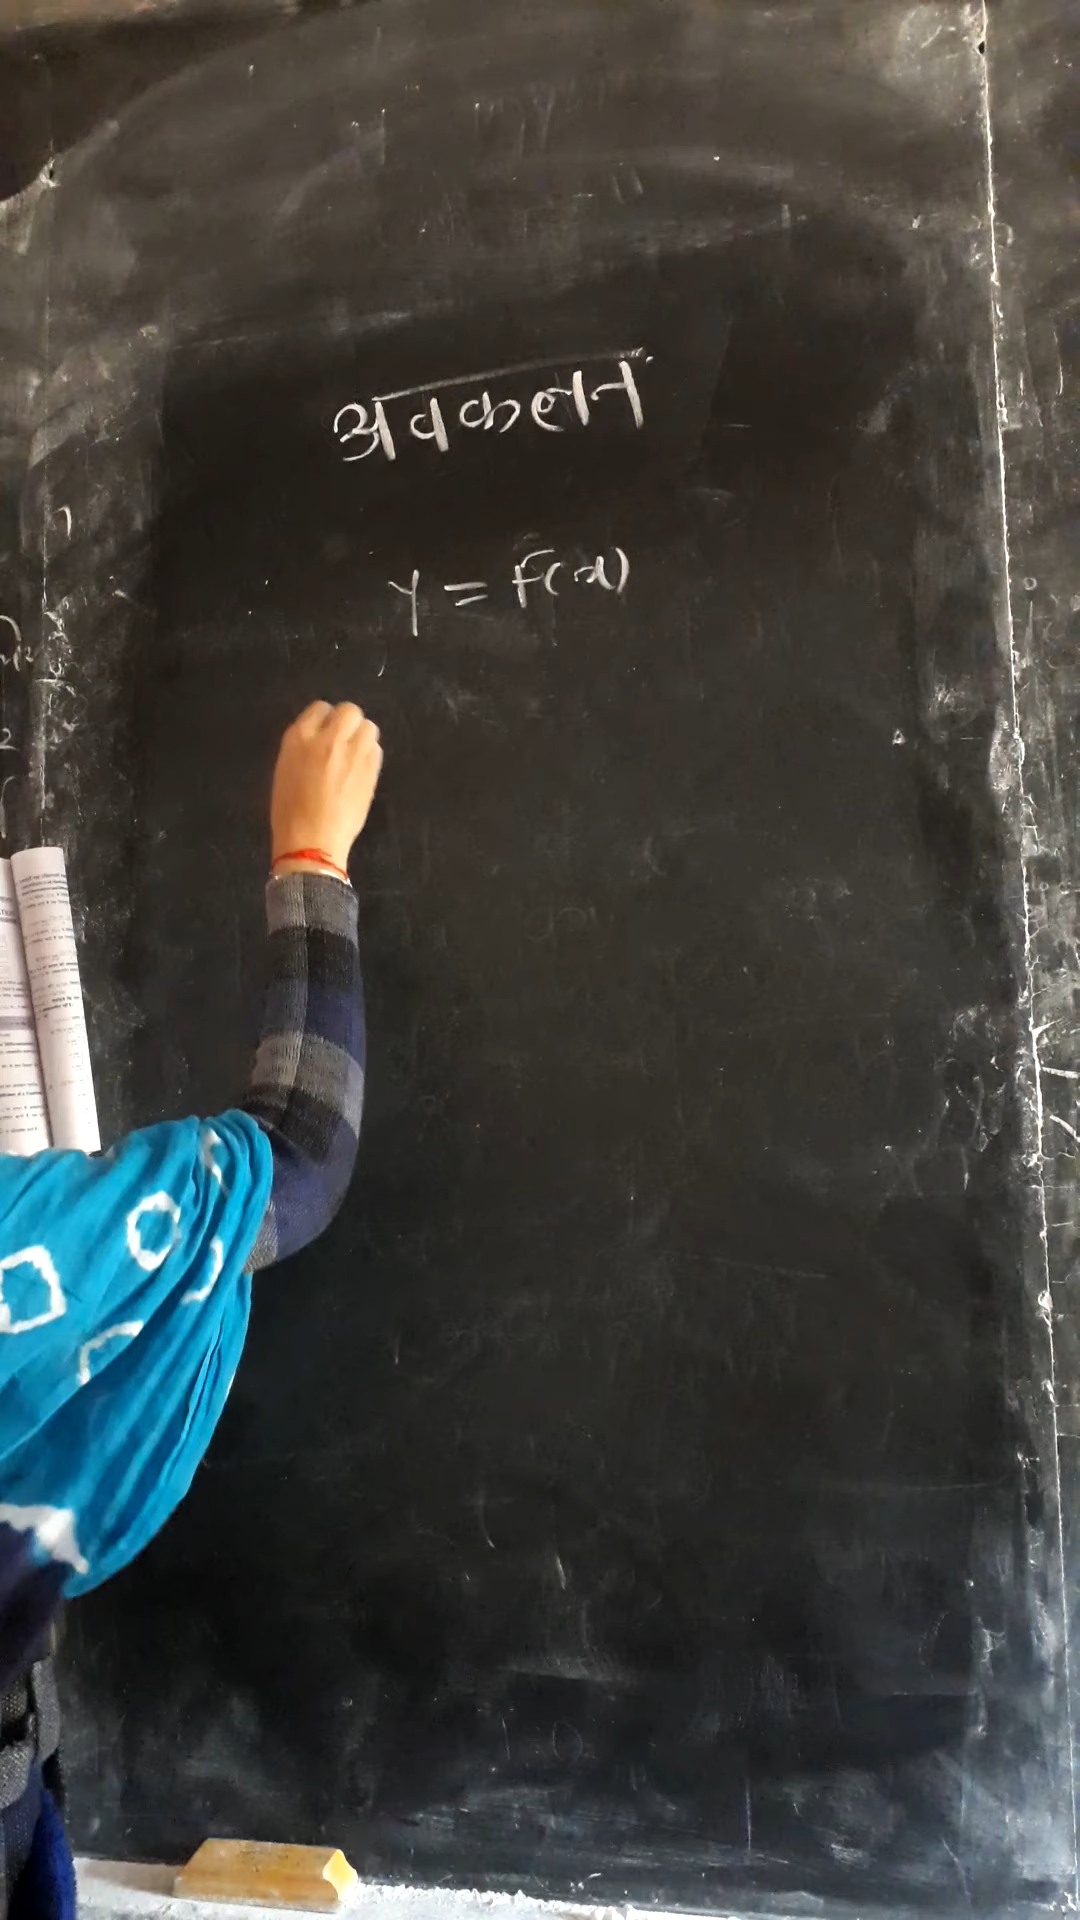 अवकलन
y = f(x)